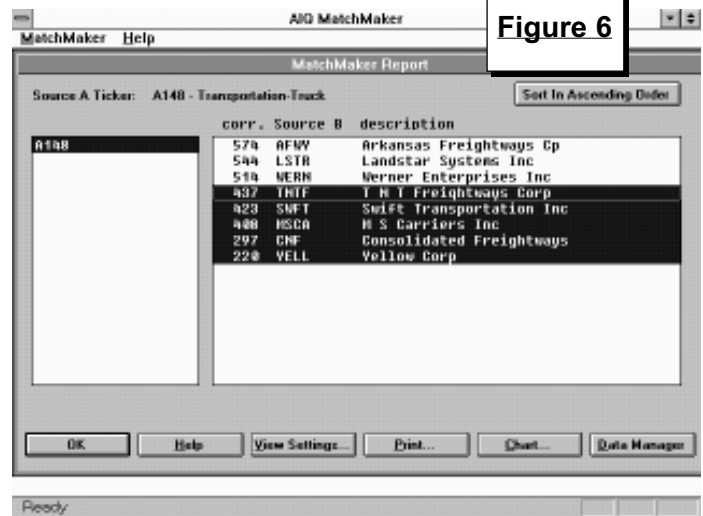 AIQ MatchMaker
Figure 6
MatchMaker Help
MatchMaker Report
Source A Ticker: A148 - Transportation-Truck
Sort In Ascending Order
corr. Source B description
A148
574 AFWY Arkansas Freightways Cp
544 LSTR Landstar Systems Inc
514 WERN Werner Enterprises Inc
437 TNTF T N T Freightways Corp
423 SWFT Swift Transportation Inc
408 MSCA M S Carriers Inc
297 CNF Consolidated Freightways
220 YELL Yellow Corp
OK Help View Settings... Print... Chart... Data Manager
Ready